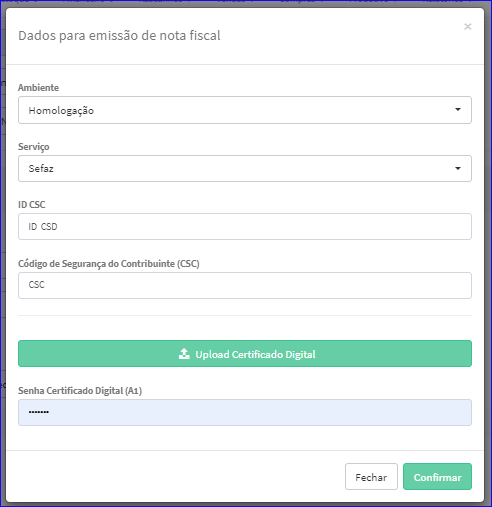 Dados para emissão de nota fiscal
×
Ambiente
Homologação
Serviço
Sefaz
ID CSC
ID CSD
Código de Segurança do Contribuinte (CSC)
CSC
Upload Certificado Digital
Senha Certificado Digital (A1)
•••••••
Fechar Confirmar